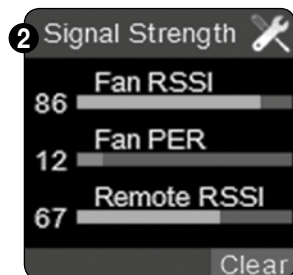 2 Signal Strength
Fan RSSI
86
Fan PER
12
Remote RSSI
67
Clear